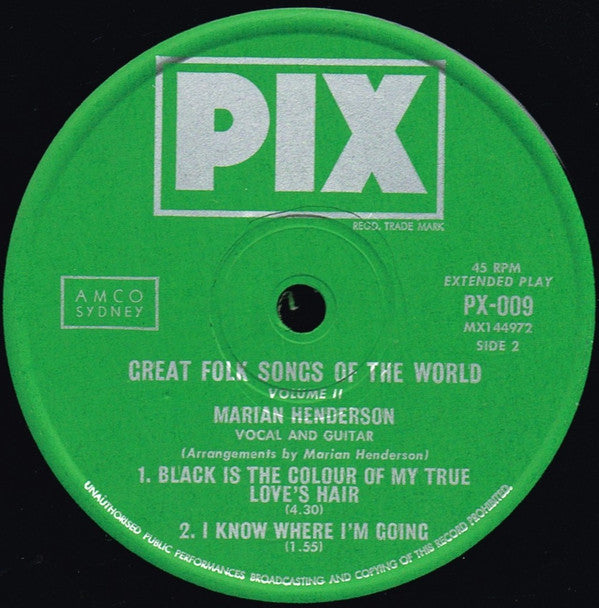 PIX
REGD. TRADE MARK
AMCO
SYDNEY
45 RPM
EXTENDED PLAY
PX-009
MX144972
SIDE 2
GREAT FOLK SONGS OF THE WORLD
VOLUME II
MARIAN HENDERSON
VOCAL AND GUITAR
(Arrangements by Marian Henderson)
1. BLACK IS THE COLOUR OF MY TRUE
LOVE'S HAIR
(4.30)
2. I KNOW WHERE I'M GOING
(1.55)
UNAUTHORISED PUBLIC PERFORMANCES BROADCASTING AND COPYING OF THIS RECORD PROHIBITED.